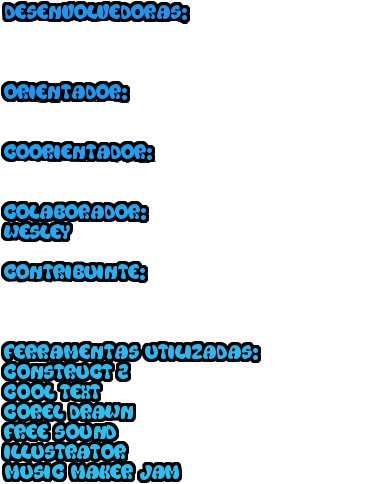 DESENVOLVEDORAS:
ORIENTADOR:
COORIENTADOR:
COLABORADOR:
WESLEY
CONTRIBUINTE:
FERRAMENTAS UTILIZADAS:
CONSTRUCT 2
COOL TEXT
COREL DRAWN
FREE SOUND
ILLUSTRATOR
MUSIC MAKER JAM